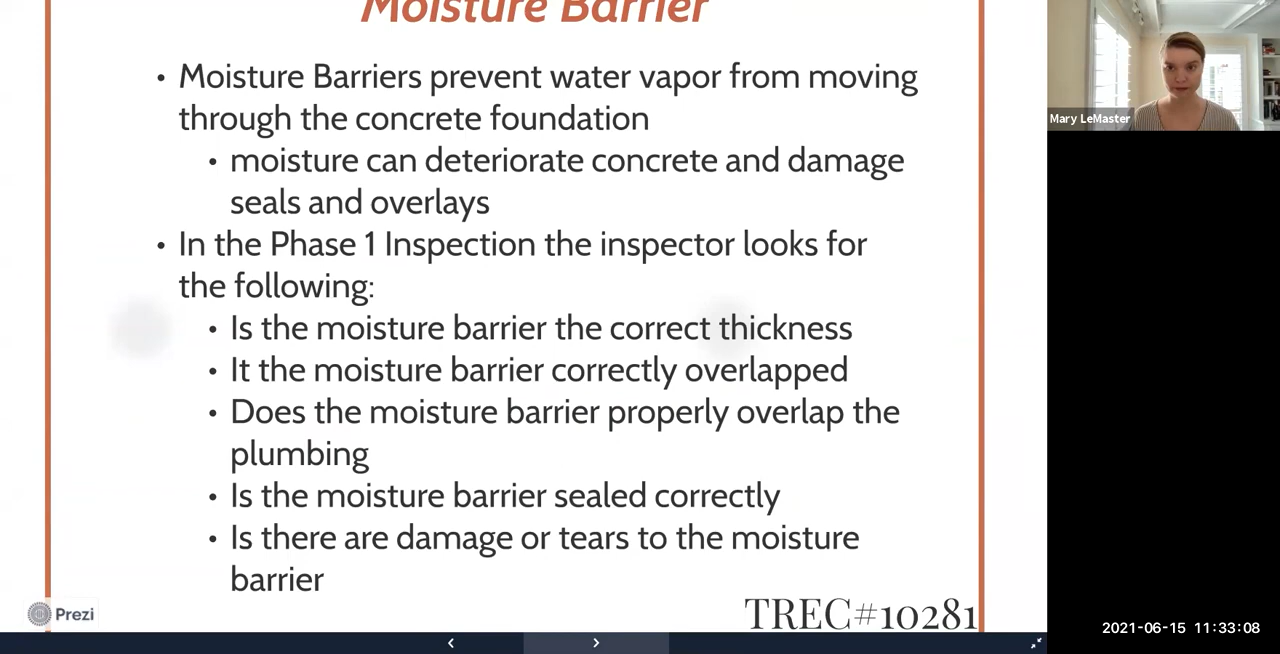 Moisture Barrier
• Moisture Barriers prevent water vapor from moving
through the concrete foundation
• moisture can deteriorate concrete and damage
seals and overlays
• In the Phase 1 Inspection the inspector looks for
the following:
• Is the moisture barrier the correct thickness
• It the moisture barrier correctly overlapped
• Does the moisture barrier properly overlap the
plumbing
• Is the moisture barrier sealed correctly
• Is there are damage or tears to the moisture
barrier
TREC#10281
Prezi
Mary LeMaster
2021-06-15 11:33:08